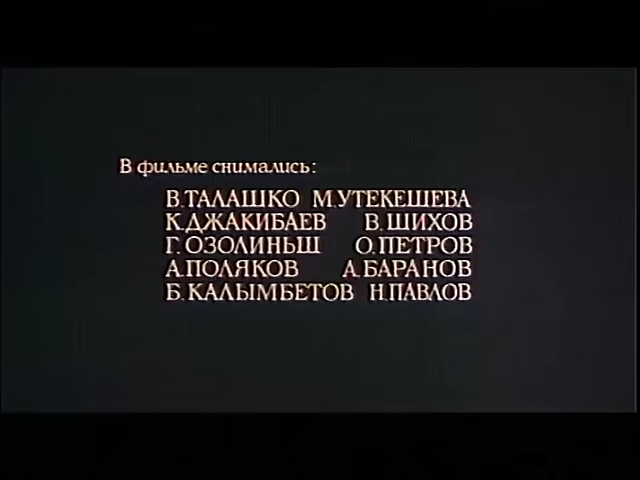 В фильме снимались:
В. ТАЛАШКО М. УТЕКЕШЕВА
К. ДЖАКИБАЕВ В. ШИХОВ
Г. ОЗОЛИНЬШ О. ПЕТРОВ
А. ПОЛЯКОВ А. БАРАНОВ
Б. КАЛЫМБЕТОВ Н. ПАВЛОВ